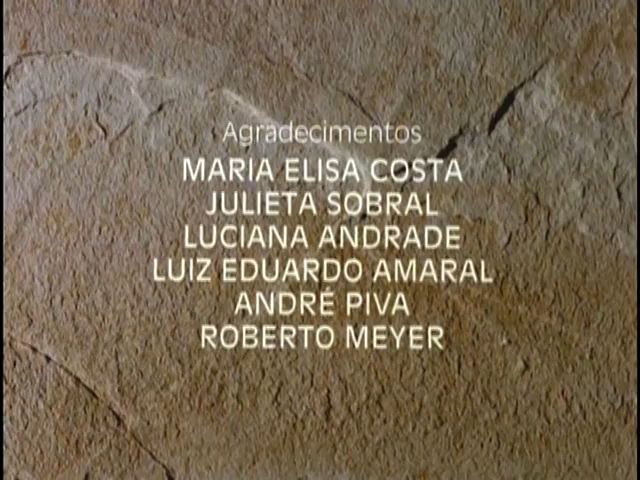 Agradecimentos
MARIA ELISA COSTA
JULIETA SOBRAL
LUCIANA ANDRADE
LUIZ EDUARDO AMARAL
ANDRÉ PIVA
ROBERTO MEYER